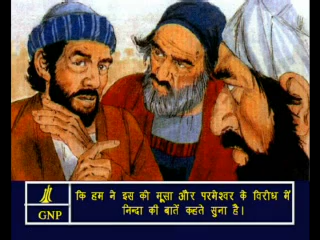 कि हम ने इस को मूसा और परमेश्वर के विरोध में
निन्दा की बातें कहते सुना है।
GNP